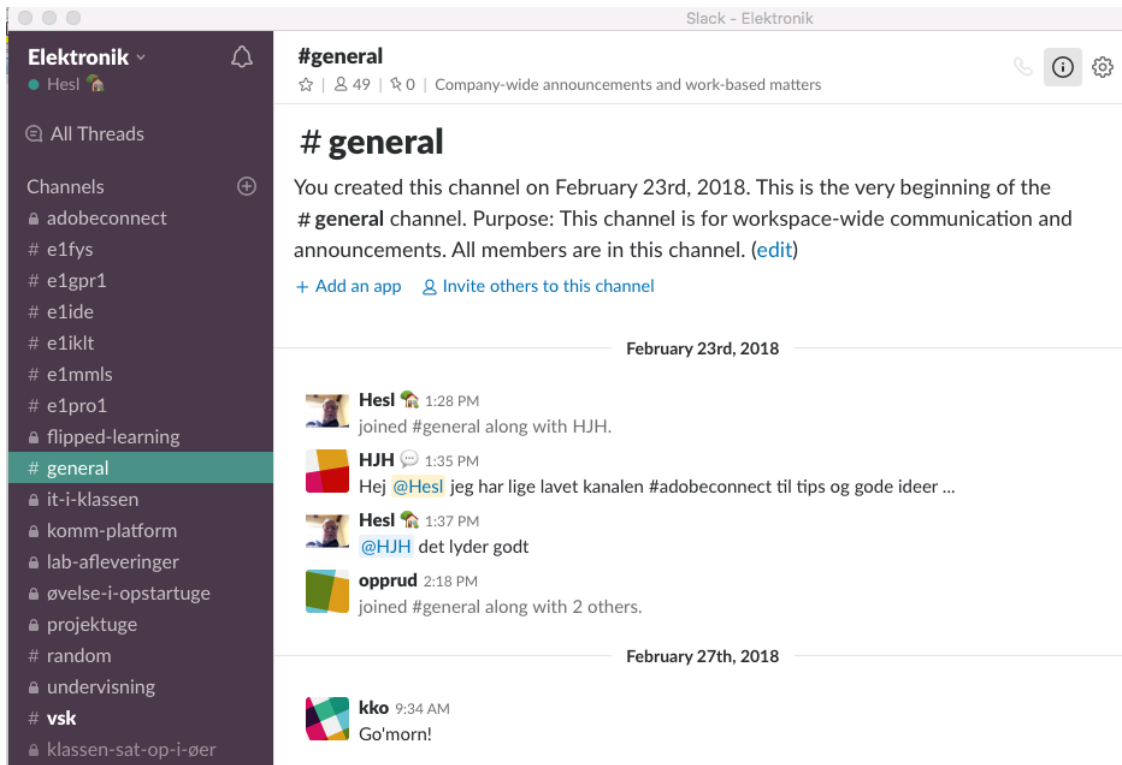 Slack - Elektronik
Elektronik
Hesl
All Threads
Channels
adobeconnect
# e1fys
# e1gpr1
# e1ide
# e1iklt
# e1mmls
# e1pro1
flipped-learning
# general
it-i-klassen
komm-platform
lab-afleveringer
øvelse-i-opstartuge
projektuge
# random
undervisning
# vsk
klassen-sat-op-i-øer
#general
49 | 0 | Company-wide announcements and work-based matters
# general
You created this channel on February 23rd, 2018. This is the very beginning of the
# general channel. Purpose: This channel is for workspace-wide communication and
announcements. All members are in this channel. (edit)
+ Add an app Invite others to this channel
February 23rd, 2018
Hesl 1:28 PM
joined #general along with HJH.
HJH 1:35 PM
Hej @Hesl jeg har lige lavet kanalen #adobeconnect til tips og gode ideer ...
Hesl 1:37 PM
@HJH det lyder godt
opprud 2:18 PM
joined #general along with 2 others.
February 27th, 2018
kko 9:34 AM
Go'morn!